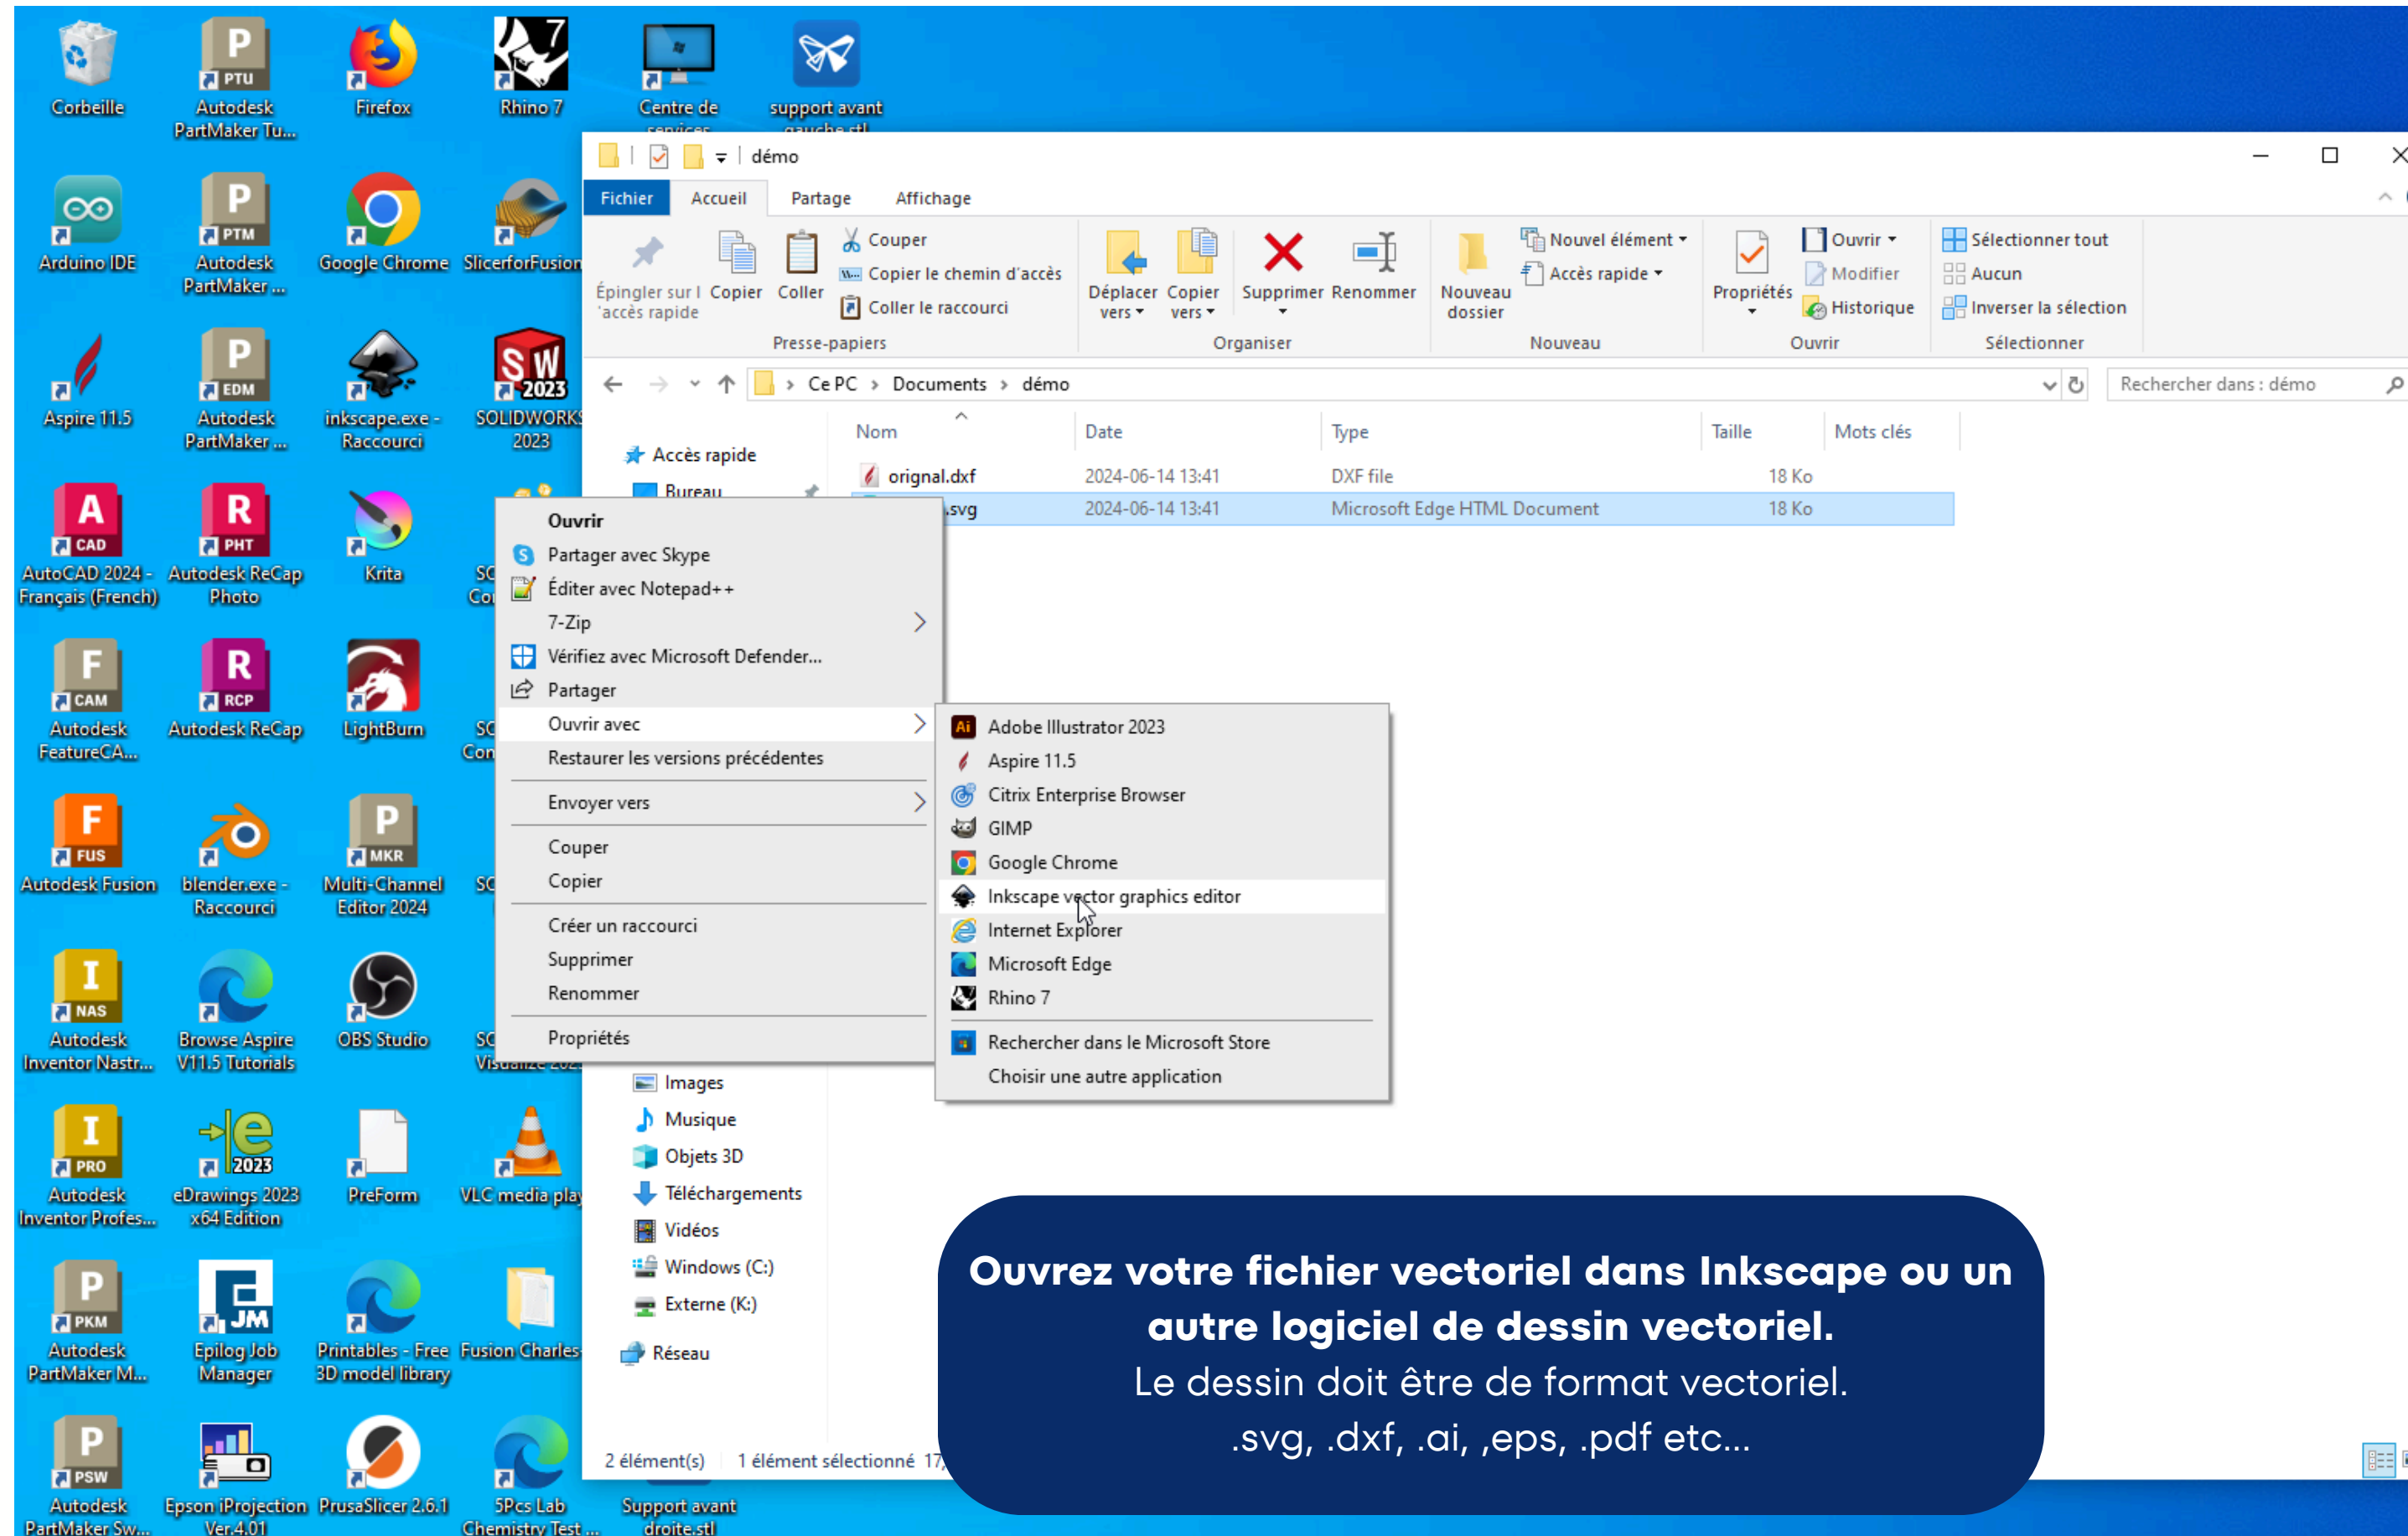 Corbeille
Autodesk
PartMaker Tu...
Firefox
Rhino 7
Centre de
services
support avant
gauche.stl
Arduino IDE
Autodesk
PartMaker ...
Google Chrome
SlicerforFusion
Aspire 11.5
Autodesk
PartMaker ...
inkscape.exe -
Raccourci
SOLIDWORKS
2023
AutoCAD 2024 -
Français (French)
Autodesk ReCap
Photo
Krita
Autodesk
FeatureCA...
Autodesk ReCap
LightBurn
Autodesk Fusion
blender.exe -
Raccourci
Multi-Channel
Editor 2024
Autodesk
Inventor Nastr...
Browse Aspire
V11.5 Tutorials
OBS Studio
Autodesk
Inventor Profes...
eDrawings 2023
x64 Edition
PreForm
VLC media play
Autodesk
PartMaker M...
Epilog Job
Manager
Printables - Free
3D model library
Fusion Charles-
Autodesk
PartMaker Sw...
Epson iProjection
Ver.4.01
PrusaSlicer 2.6.1
5Pcs Lab
Chemistry Test ...
Support avant
droite.stl
démo
Fichier
Accueil
Partage
Affichage
Épingler sur l
'accès rapide
Copier
Coller
Couper
Copier le chemin d'accès
Coller le raccourci
Presse-papiers
Déplacer
vers
Copier
vers
Supprimer
Renommer
Organiser
Nouveau
dossier
Nouvel élément
Accès rapide
Nouveau
Propriétés
Ouvrir
Modifier
Historique
Ouvrir
Sélectionner tout
Aucun
Inverser la sélection
Sélectionner
Ce PC > Documents > démo
Rechercher dans : démo
Nom Date Type Taille Mots clés
orignal.dxf 2024-06-14 13:41 DXF file 18 Ko
.svg 2024-06-14 13:41 Microsoft Edge HTML Document 18 Ko
Accès rapide
Bureau
Images
Musique
Objets 3D
Téléchargements
Vidéos
Windows (C:)
Externe (K:)
Réseau
2 élément(s) 1 élément sélectionné 17,
Ouvrir
Partager avec Skype
Éditer avec Notepad++
7-Zip
Vérifiez avec Microsoft Defender...
Partager
Ouvrir avec
Restaurer les versions précédentes
Envoyer vers
Couper
Copier
Créer un raccourci
Supprimer
Renommer
Propriétés
Adobe Illustrator 2023
Aspire 11.5
Citrix Enterprise Browser
GIMP
Google Chrome
Inkscape vector graphics editor
Internet Explorer
Microsoft Edge
Rhino 7
Rechercher dans le Microsoft Store
Choisir une autre application
Ouvrez votre fichier vectoriel dans Inkscape ou un
autre logiciel de dessin vectoriel.
Le dessin doit être de format vectoriel.
.svg, .dxf, .ai, ,eps, .pdf etc...